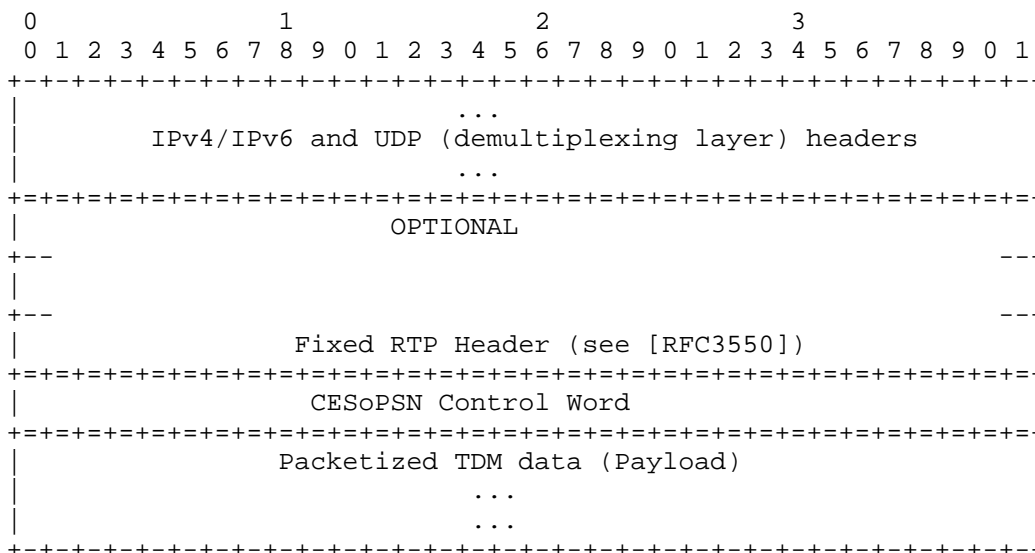 0                   1                   2                   3
 0 1 2 3 4 5 6 7 8 9 0 1 2 3 4 5 6 7 8 9 0 1 2 3 4 5 6 7 8 9 0 1
+-+-+-+-+-+-+-+-+-+-+-+-+-+-+-+-+-+-+-+-+-+-+-+-+-+-+-+-+-+-+-+-
|                           ...
|        IPv4/IPv6 and UDP (demultiplexing layer) headers
|                           ...
+=+=+=+=+=+=+=+=+=+=+=+=+=+=+=+=+=+=+=+=+=+=+=+=+=+=+=+=+=+=+=+=
|                       OPTIONAL
+--                                                          ---
|
+--                                                          ---
|                 Fixed RTP Header (see [RFC3550])
+=+=+=+=+=+=+=+=+=+=+=+=+=+=+=+=+=+=+=+=+=+=+=+=+=+=+=+=+=+=+=+=
|                  CESoPSN Control Word
+=+=+=+=+=+=+=+=+=+=+=+=+=+=+=+=+=+=+=+=+=+=+=+=+=+=+=+=+=+=+=+=
|                Packetized TDM data (Payload)
|                            ...
|                            ...
+-+-+-+-+-+-+-+-+-+-+-+-+-+-+-+-+-+-+-+-+-+-+-+-+-+-+-+-+-+-+-+-